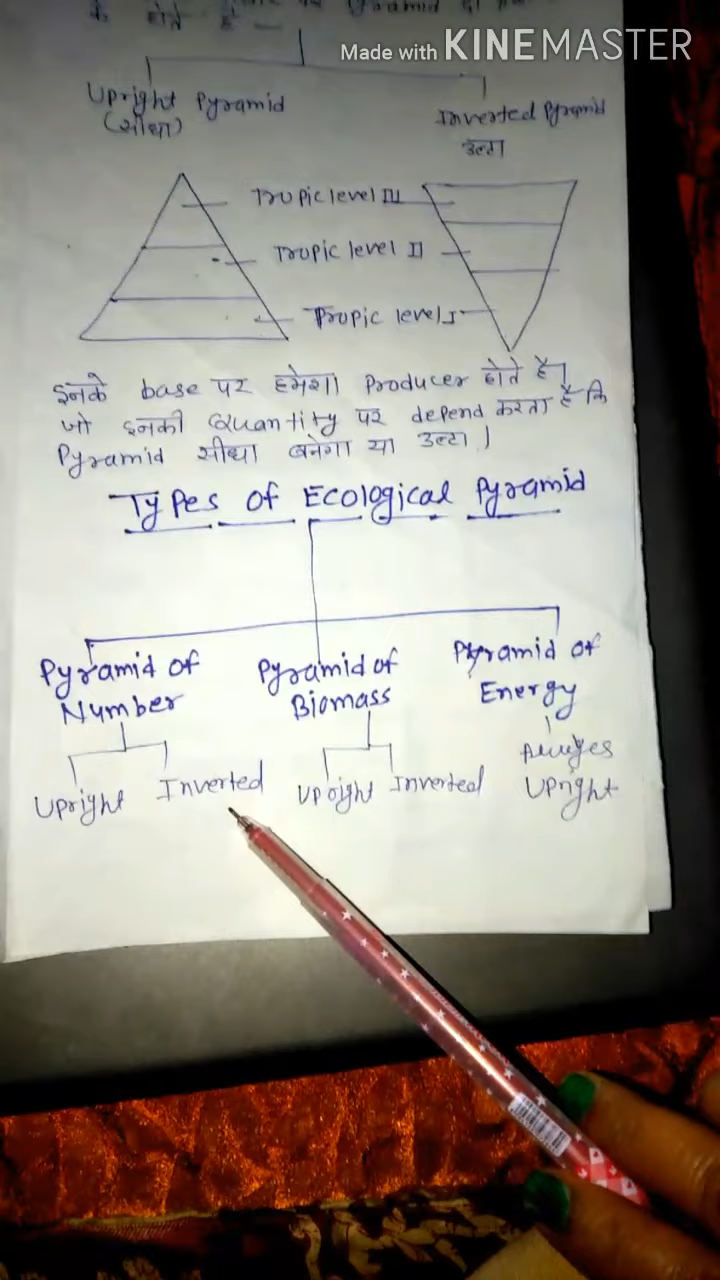 के होते है —
Made with KINEMASTER
Upright Pyramid
(सीधा)
Inverted Pyramid
उल्टा
Tropic level III
Tropic level II
Tropic level I
इनके base पर हमेशा Producer होते है।
जो इनकी Quantity पर depend करता है कि
Pyramid सीधा बनेगा या उल्टा।
Types of Ecological Pyramid
Pyramid of
Number
Pyramid of
Biomass
Pyramid of
Energy
Upright
Inverted
Upright
Inverted
Always
Upright